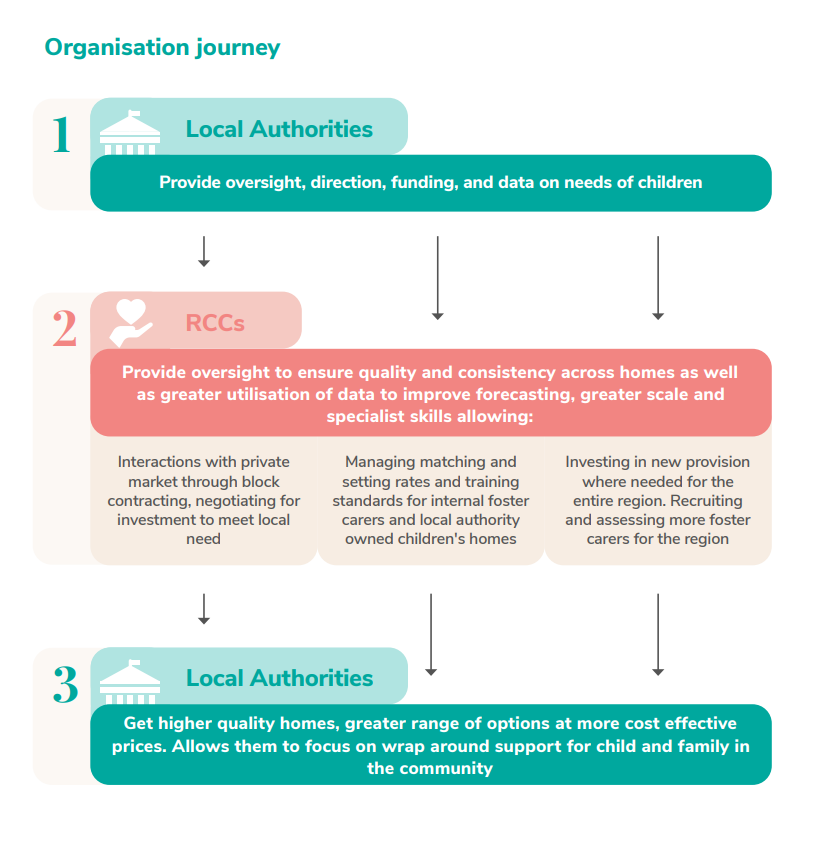 Organisation journey
1
Local Authorities
Provide oversight, direction, funding, and data on needs of children
2
RCCs
Provide oversight to ensure quality and consistency across homes as well
as greater utilisation of data to improve forecasting, greater scale and
specialist skills allowing:
Interactions with private
market through block
contracting, negotiating for
investment to meet local
need
Managing matching and
setting rates and training
standards for internal foster
carers and local authority
owned children's homes
Investing in new provision
where needed for the
entire region. Recruiting
and assessing more foster
carers for the region
3
Local Authorities
Get higher quality homes, greater range of options at more cost effective
prices. Allows them to focus on wrap around support for child and family in
the community